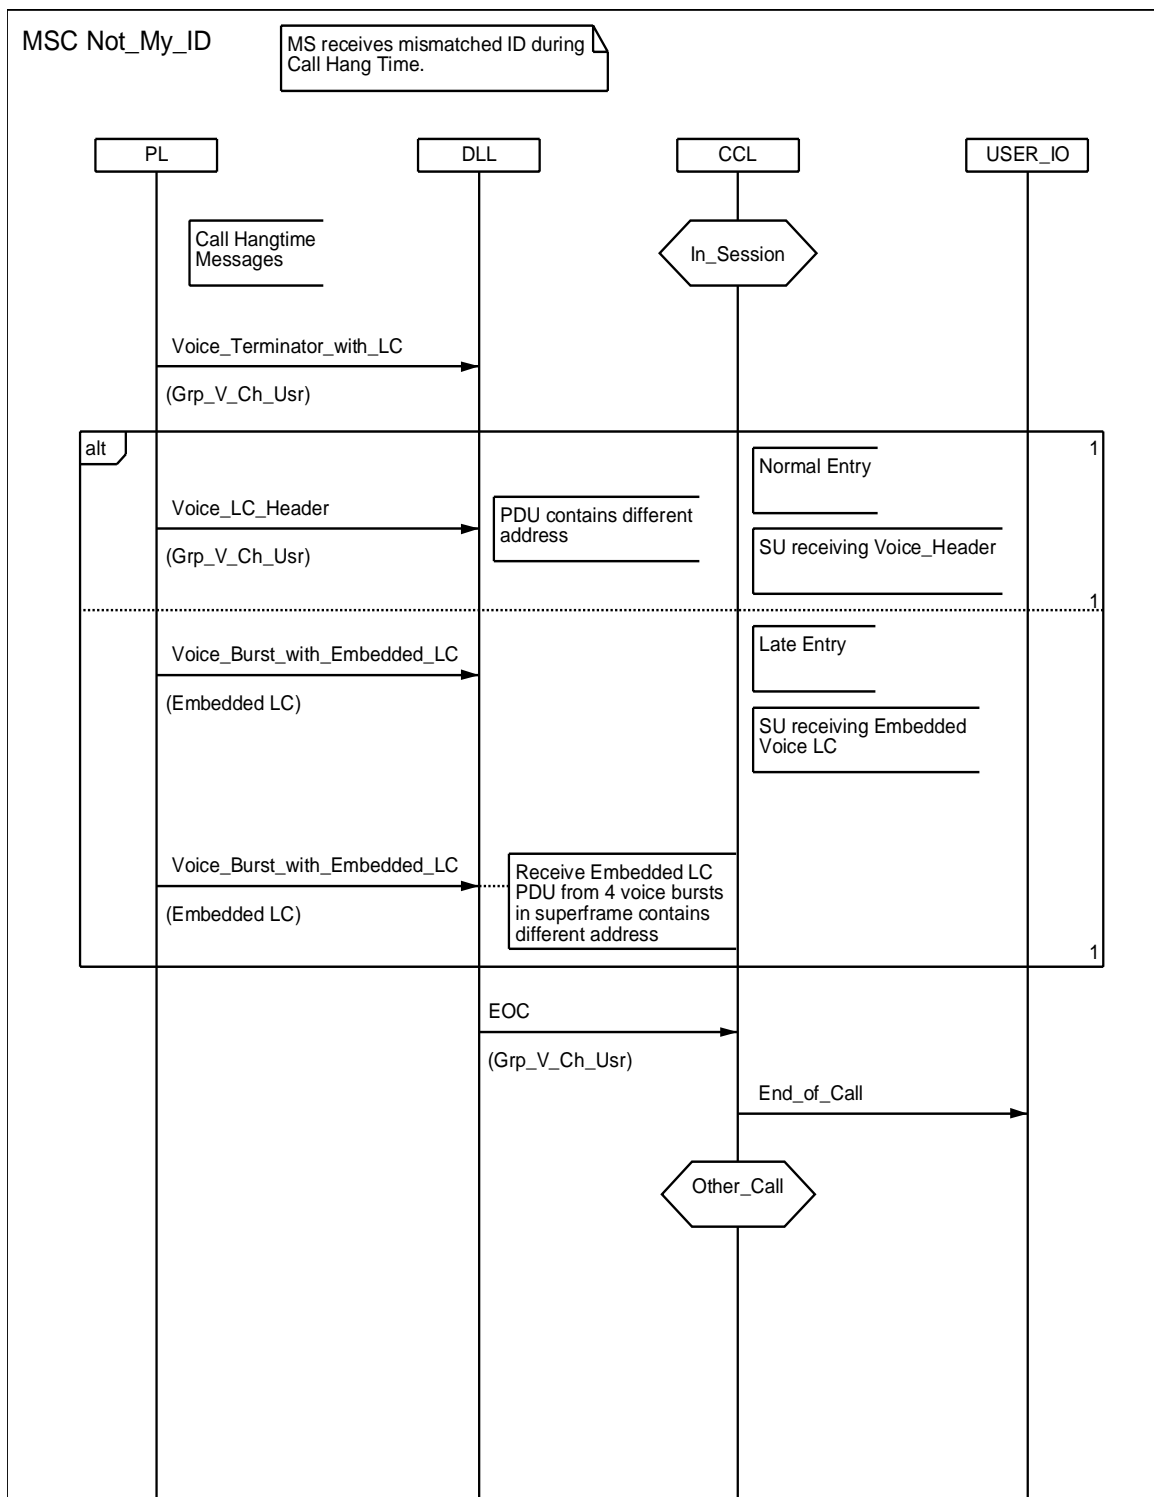 MSC Not_My_ID
MS receives mismatched ID during
Call Hang Time.
PL
DLL
CCL
USER_IO
Call Hangtime
Messages
In_Session
Voice_Terminator_with_LC
(Grp_V_Ch_Usr)
alt
1
Normal Entry
Voice_LC_Header
(Grp_V_Ch_Usr)
PDU contains different
address
SU receiving Voice_Header
1
Voice_Burst_with_Embedded_LC
(Embedded LC)
Late Entry
SU receiving Embedded
Voice LC
Voice_Burst_with_Embedded_LC
(Embedded LC)
Receive Embedded LC
PDU from 4 voice bursts
in superframe contains
different address
1
EOC
(Grp_V_Ch_Usr)
End_of_Call
Other_Call